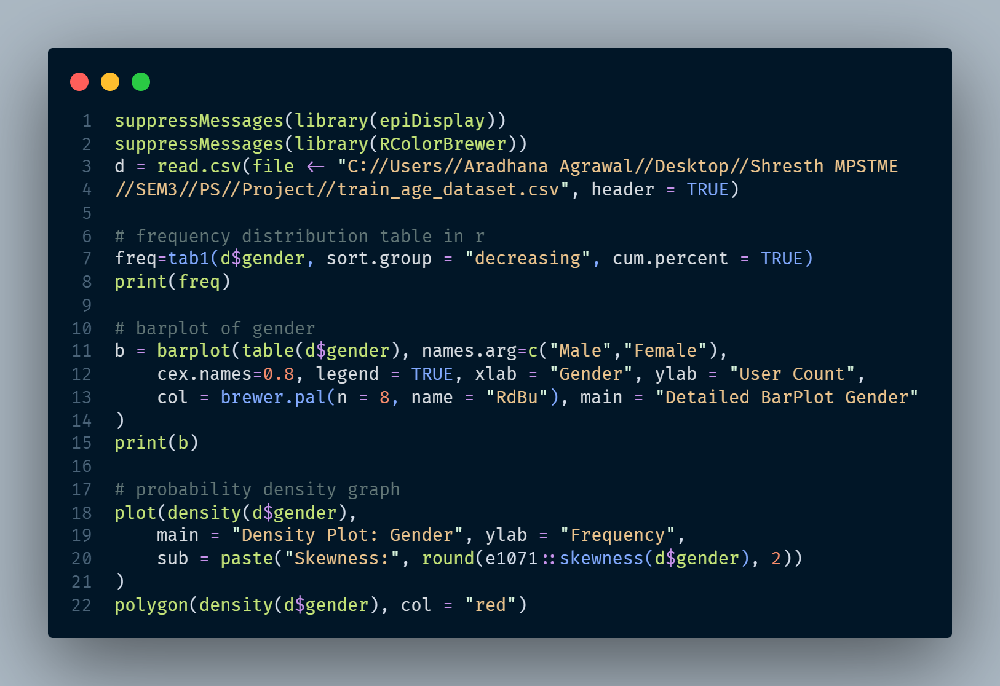 1 suppressMessages(library(epiDisplay))
2 suppressMessages(library(RColorBrewer))
3 d = read.csv(file <- "C://Users//Aradhana Agrawal//Desktop//Shresth MPSTME
4 //SEM3//PS//Project//train_age_dataset.csv", header = TRUE)
5
6 # frequency distribution table in r
7 freq=tab1(d$gender, sort.group = "decreasing", cum.percent = TRUE)
8 print(freq)
9
10 # barplot of gender
11 b = barplot(table(d$gender), names.arg=c("Male","Female"),
12     cex.names=0.8, legend = TRUE, xlab = "Gender", ylab = "User Count",
13     col = brewer.pal(n = 8, name = "RdBu"), main = "Detailed BarPlot Gender"
14 )
15 print(b)
16
17 # probability density graph
18 plot(density(d$gender),
19     main = "Density Plot: Gender", ylab = "Frequency",
20     sub = paste("Skewness:", round(e1071::skewness(d$gender), 2))
21 )
22 polygon(density(d$gender), col = "red")